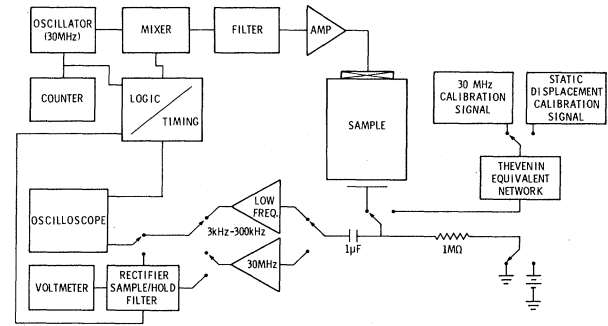 OSCILLATOR
(30MHz)
MIXER
FILTER
AMP
COUNTER
LOGIC
TIMING
SAMPLE
30 MHz
CALIBRATION
SIGNAL
STATIC
DISPLACEMENT
CALIBRATION
SIGNAL
THEVENIN
EQUIVALENT
NETWORK
OSCILLOSCOPE
LOW
FREQ.
3kHz-300kHz
30MHz
1μF
1MΩ
VOLTMETER
RECTIFIER
SAMPLE/HOLD
FILTER